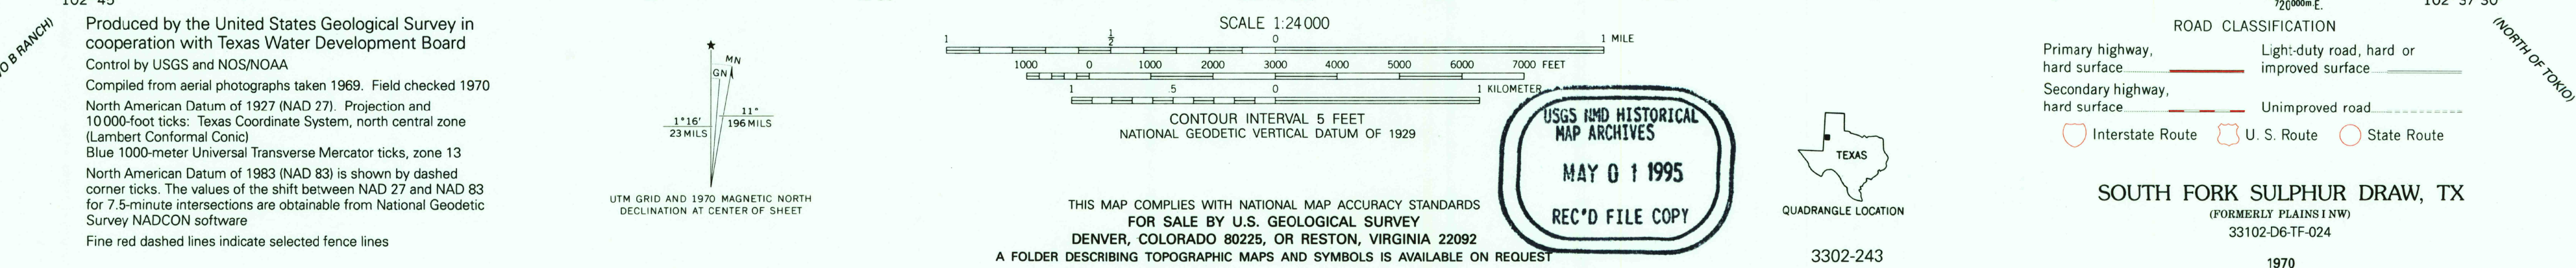 102° 45'
Produced by the United States Geological Survey in
cooperation with Texas Water Development Board
Control by USGS and NOS/NOAA
Compiled from aerial photographs taken 1969. Field checked 1970
North American Datum of 1927 (NAD 27). Projection and
10 000-foot ticks: Texas Coordinate System, north central zone
(Lambert Conformal Conic)
Blue 1000-meter Universal Transverse Mercator ticks, zone 13
North American Datum of 1983 (NAD 83) is shown by dashed
corner ticks. The values of the shift between NAD 27 and NAD 83
for 7.5-minute intersections are obtainable from National Geodetic
Survey NADCON software
Fine red dashed lines indicate selected fence lines
B RANCH)
★
MN
GN
1°16'
23 MILS
11°
196 MILS
UTM GRID AND 1970 MAGNETIC NORTH
DECLINATION AT CENTER OF SHEET
SCALE 1:24 000
1 ½ 0 1 MILE
1000 0 1000 2000 3000 4000 5000 6000 7000 FEET
1 .5 0 1 KILOMETER
CONTOUR INTERVAL 5 FEET
NATIONAL GEODETIC VERTICAL DATUM OF 1929
THIS MAP COMPLIES WITH NATIONAL MAP ACCURACY STANDARDS
FOR SALE BY U.S. GEOLOGICAL SURVEY
DENVER, COLORADO 80225, OR RESTON, VIRGINIA 22092
A FOLDER DESCRIBING TOPOGRAPHIC MAPS AND SYMBOLS IS AVAILABLE ON REQUEST
USGS NMD HISTORICAL
MAP ARCHIVES
MAY 01 1995
REC'D FILE COPY
TEXAS
QUADRANGLE LOCATION
3302-243
720000m.E.
102° 37' 30"
(NORTH OF TOKIO)
ROAD CLASSIFICATION
Primary highway,
hard surface
Light-duty road, hard or
improved surface
Secondary highway,
hard surface
Unimproved road
Interstate Route U. S. Route State Route
SOUTH FORK SULPHUR DRAW, TX
(FORMERLY PLAINS 1 NW)
33102-D6-TF-024
1970